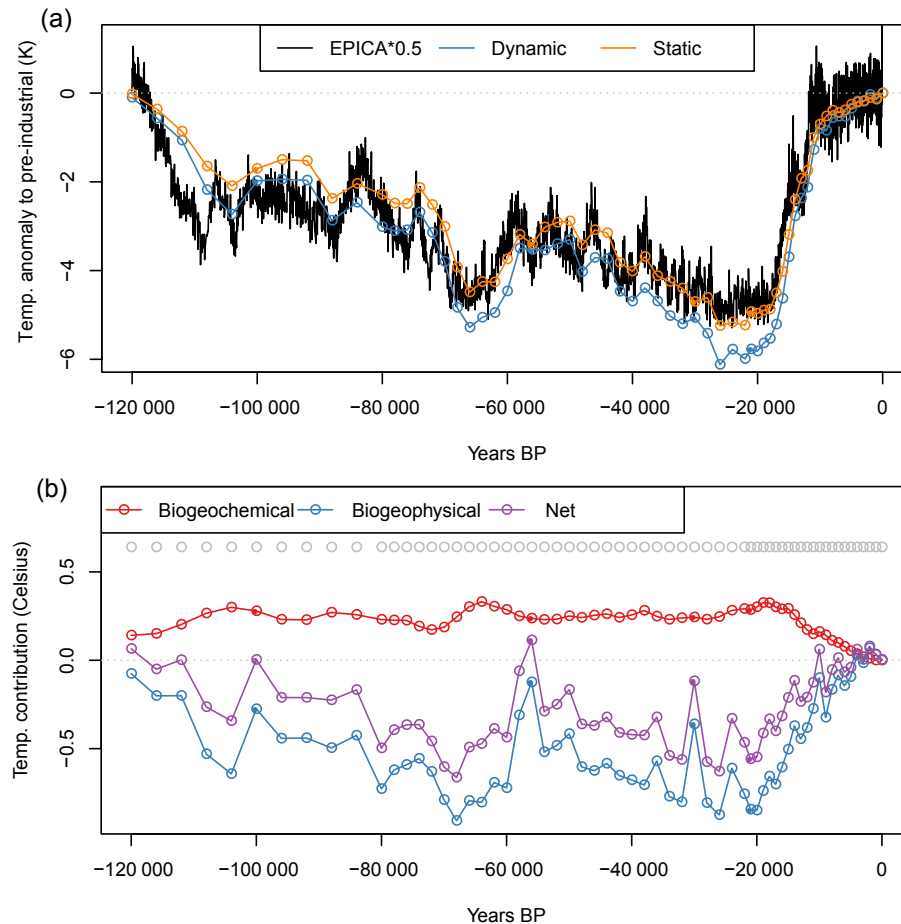 (a)
EPICA*0.5 Dynamic Static
Temp. anomaly to pre-industrial (K)
0
−2
−4
−6
−120 000 −100 000 −80 000 −60 000 −40 000 −20 000 0
Years BP
(b)
Biogeochemical Biogeophysical Net
Temp. contribution (Celsius)
0.5
0.0
−0.5
−120 000 −100 000 −80 000 −60 000 −40 000 −20 000 0
Years BP